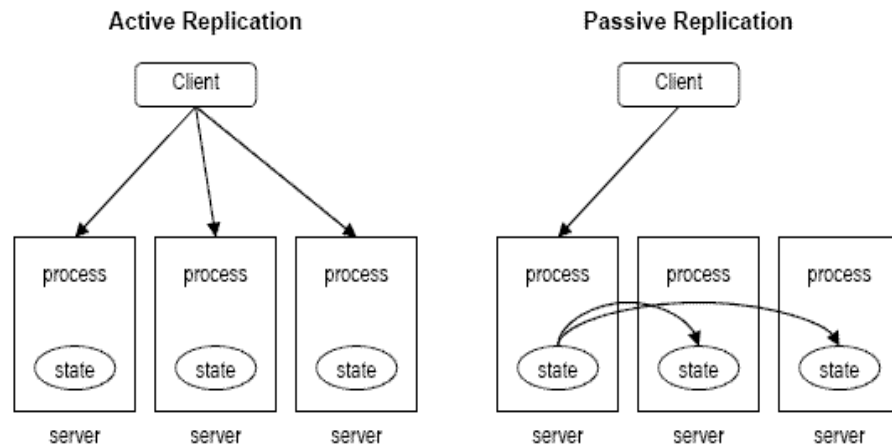 Active Replication
Client
process process process
state state state
server server server
Passive Replication
Client
process process process
state state state
server server server